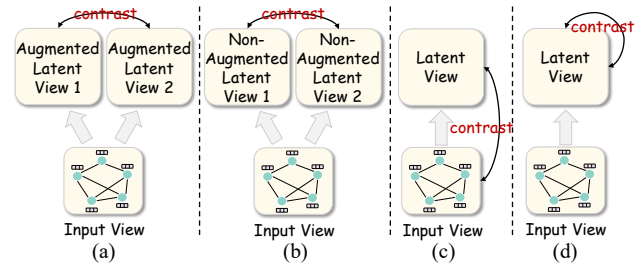 contrast
Augmented
Latent
View 1
Augmented
Latent
View 2
Input View
(a)
contrast
Non-
Augmented
Latent
View 1
Non-
Augmented
Latent
View 2
Input View
(b)
Latent
View
contrast
Input View
(c)
contrast
Latent
View
Input View
(d)